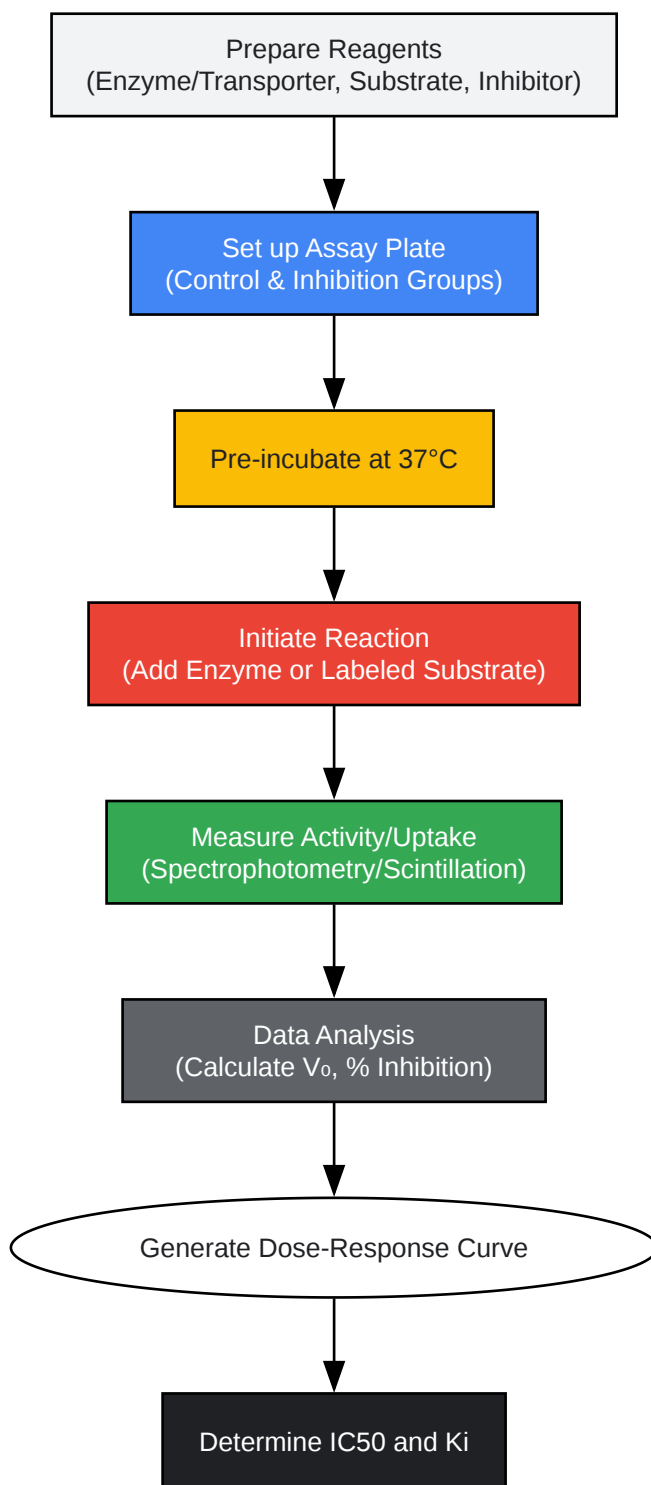 Prepare Reagents
(Enzyme/Transporter, Substrate, Inhibitor)
Set up Assay Plate
(Control & Inhibition Groups)
Pre-incubate at 37°C
Initiate Reaction
(Add Enzyme or Labeled Substrate)
Measure Activity/Uptake
(Spectrophotometry/Scintillation)
Data Analysis
(Calculate V₀, % Inhibition)
Generate Dose-Response Curve
Determine IC50 and Ki